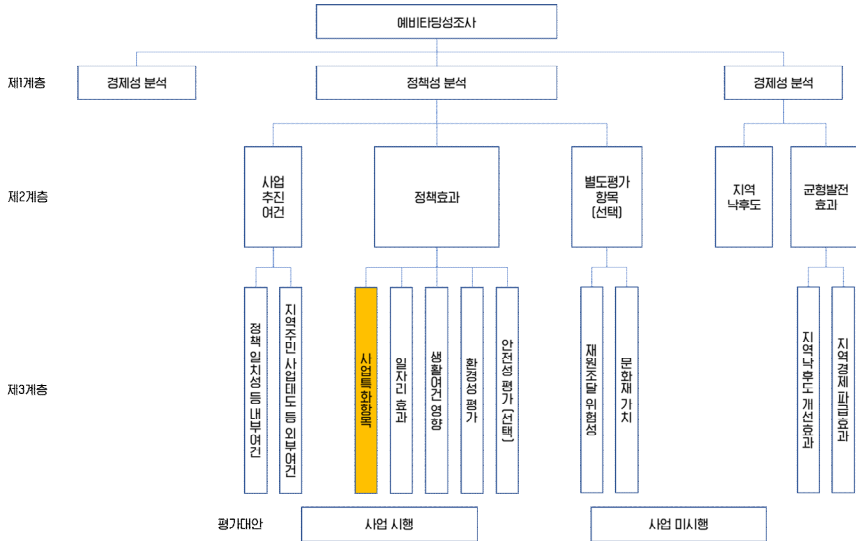 예비타당성조사
제1계층
경제성 분석
정책성 분석
경제성 분석
제2계층
사업
추진
여건
정책효과
별도평가
항목
(선택)
지역
낙후도
균형발전
효과
제3계층
정책 일치성 등 내부여건
지역주민 사업태도 등 외부여건
사업특화항목
일자리 효과
생활여건 영향
환경성 평가
안전성 평가 (선택)
재원조달 위험성
문화재 가치
지역낙후도 개선효과
지역경제 파급효과
평가대안
사업 시행
사업 미시행